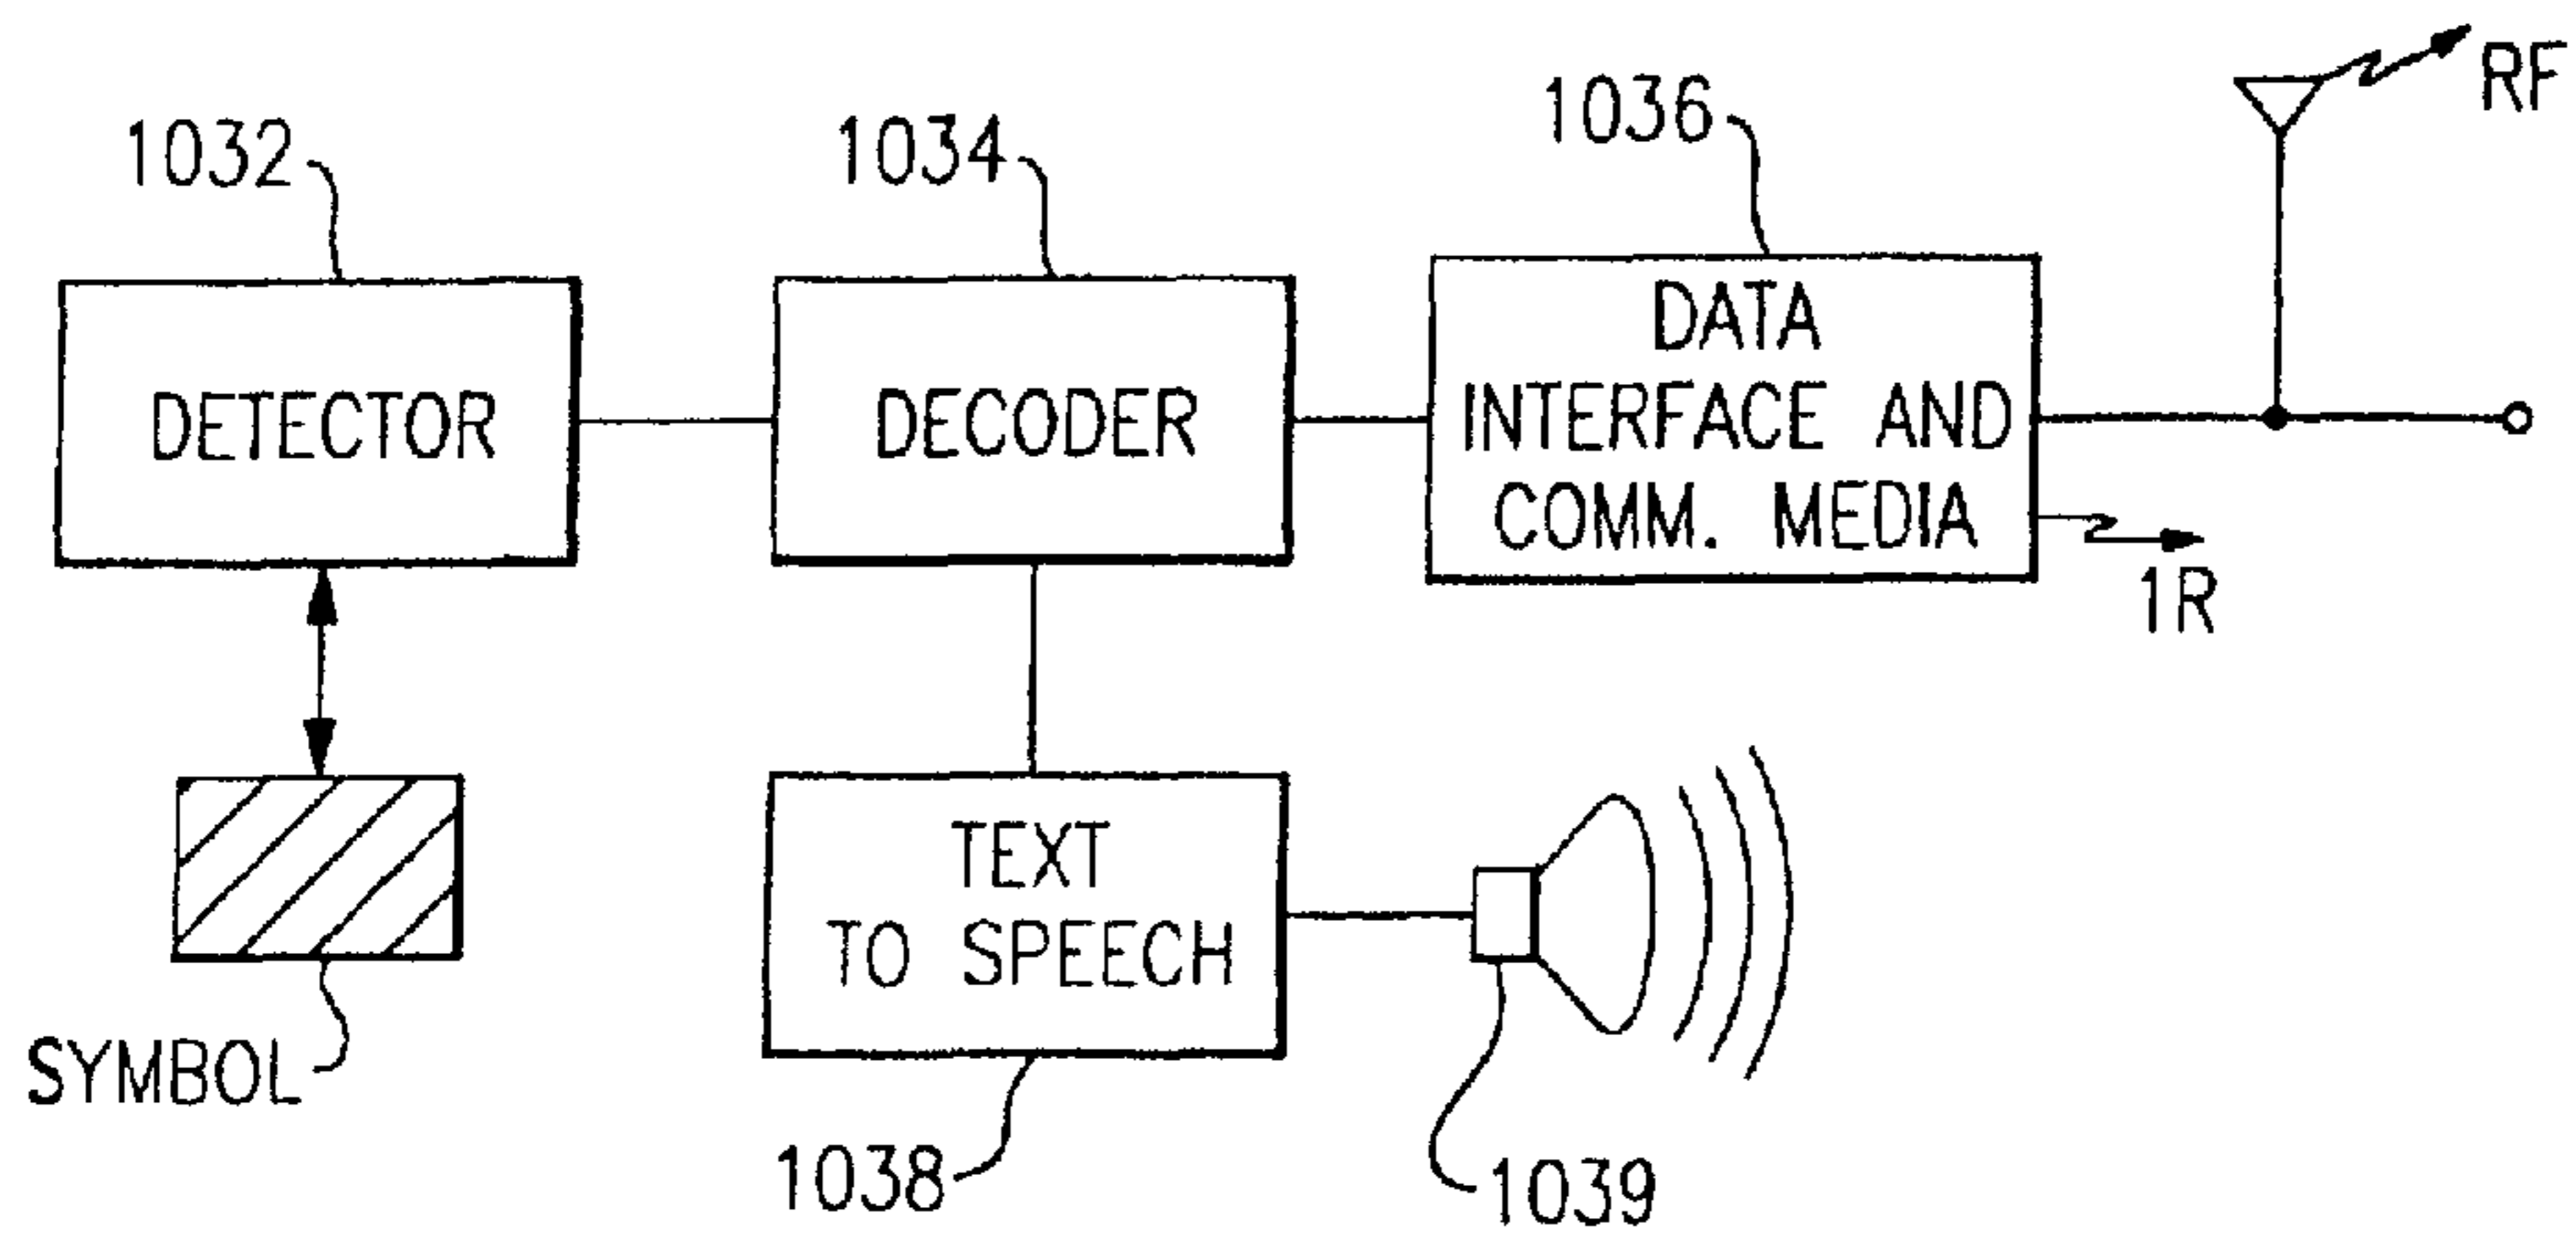 RF
1036
1034
1032
DATA
INTERFACE AND
COMM. MEDIA
DECODER
DETECTOR
1R
TEXT
TO SPEECH
SYMBOL
1038
1039